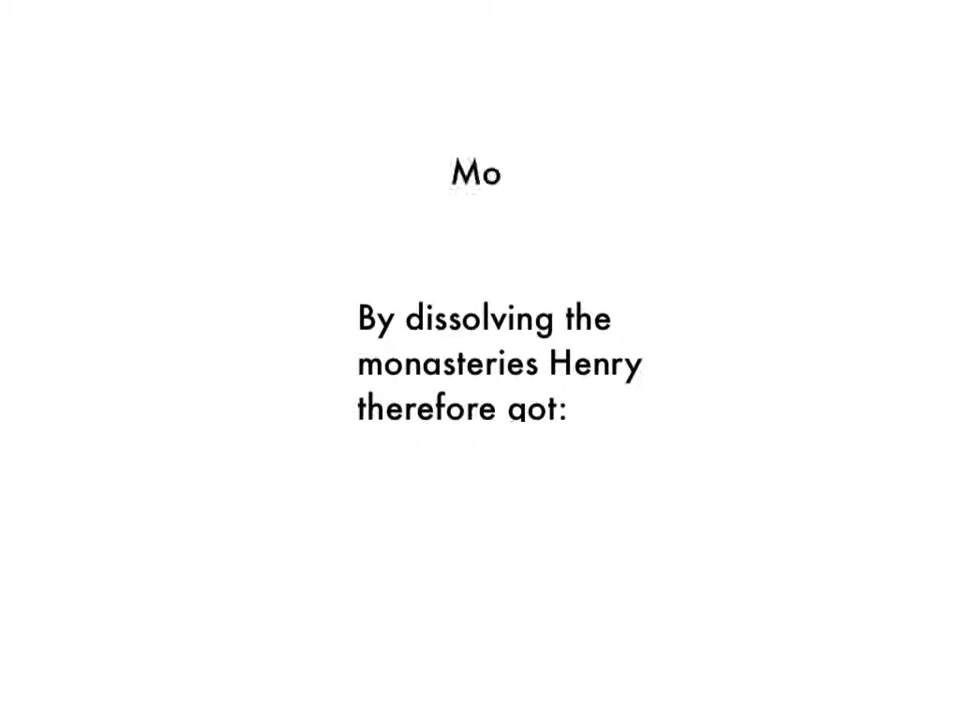 Mo
By dissolving the
monasteries Henry
therefore got: